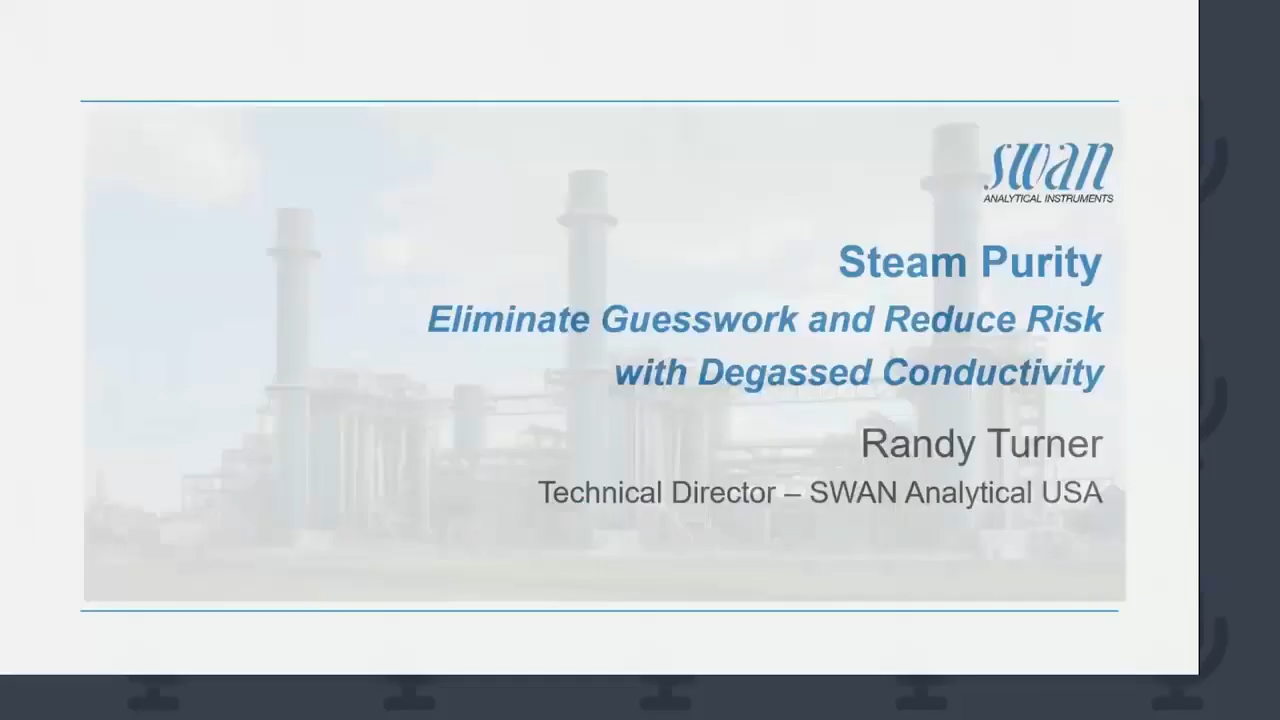 swan
ANALYTICAL INSTRUMENTS
Steam Purity
Eliminate Guesswork and Reduce Risk
with Degassed Conductivity
Randy Turner
Technical Director – SWAN Analytical USA